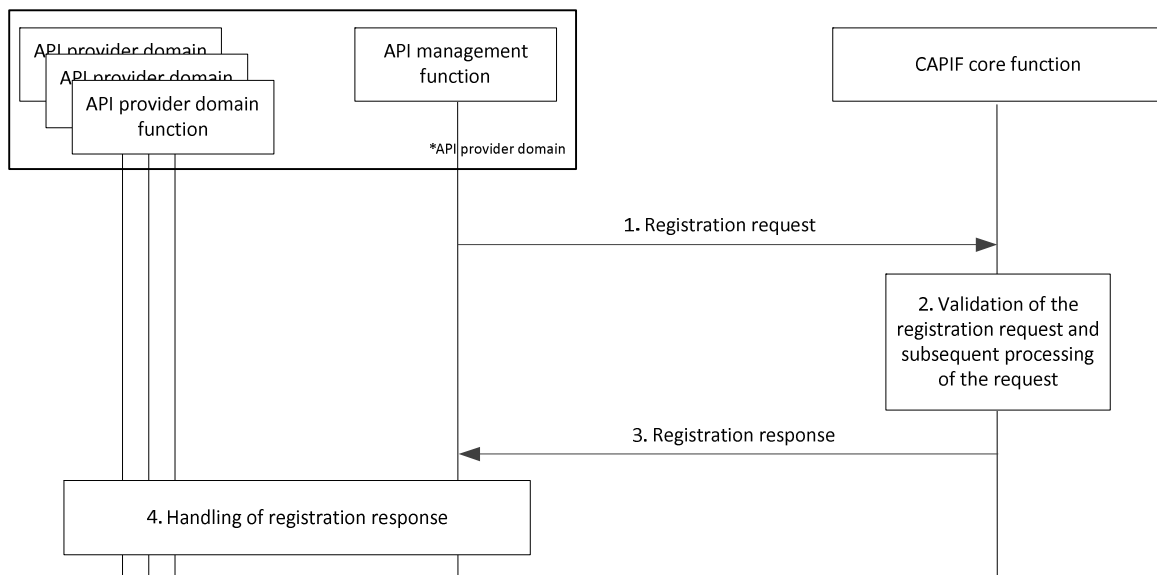 API provider domain
API provider domain
API provider domain
function
API management
function
*API provider domain
CAPIF core function
1. Registration request
2. Validation of the
registration request and
subsequent processing
of the request
3. Registration response
4. Handling of registration response